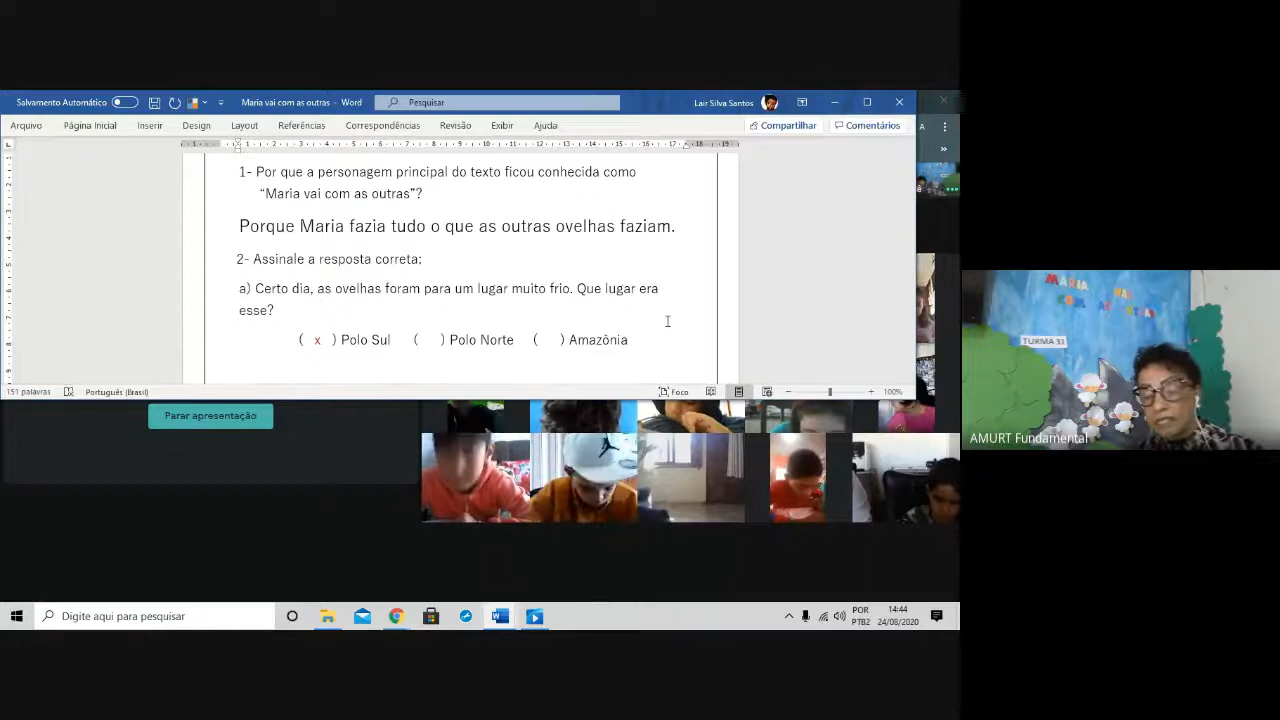 Salvamento Automático
Maria vai com as outras - Word
Pesquisar
Lair Silva Santos
Arquivo Página Inicial Inserir Design Layout Referências Correspondências Revisão Exibir Ajuda Compartilhar Comentários
1- Por que a personagem principal do texto ficou conhecida como
“Maria vai com as outras”?
Porque Maria fazia tudo o que as outras ovelhas faziam.
2- Assinale a resposta correta:
a) Certo dia, as ovelhas foram para um lugar muito frio. Que lugar era
esse?
( x ) Polo Sul ( ) Polo Norte ( ) Amazônia
151 palavras Português (Brasil) Foco 100%
Parar apresentação
MARIA VAI
COM AS OUTRAS
TURMA 31
AMURT Fundamental
Digite aqui para pesquisar
POR
PTB2
14:44
24/08/2020